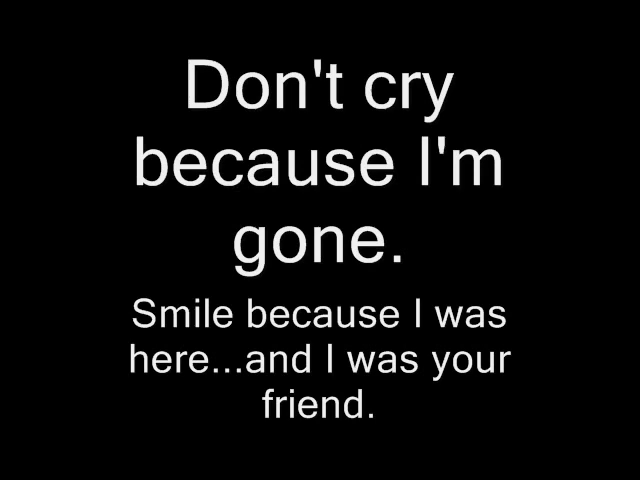 Don't cry
because I'm
gone.
Smile because I was
here...and I was your
friend.